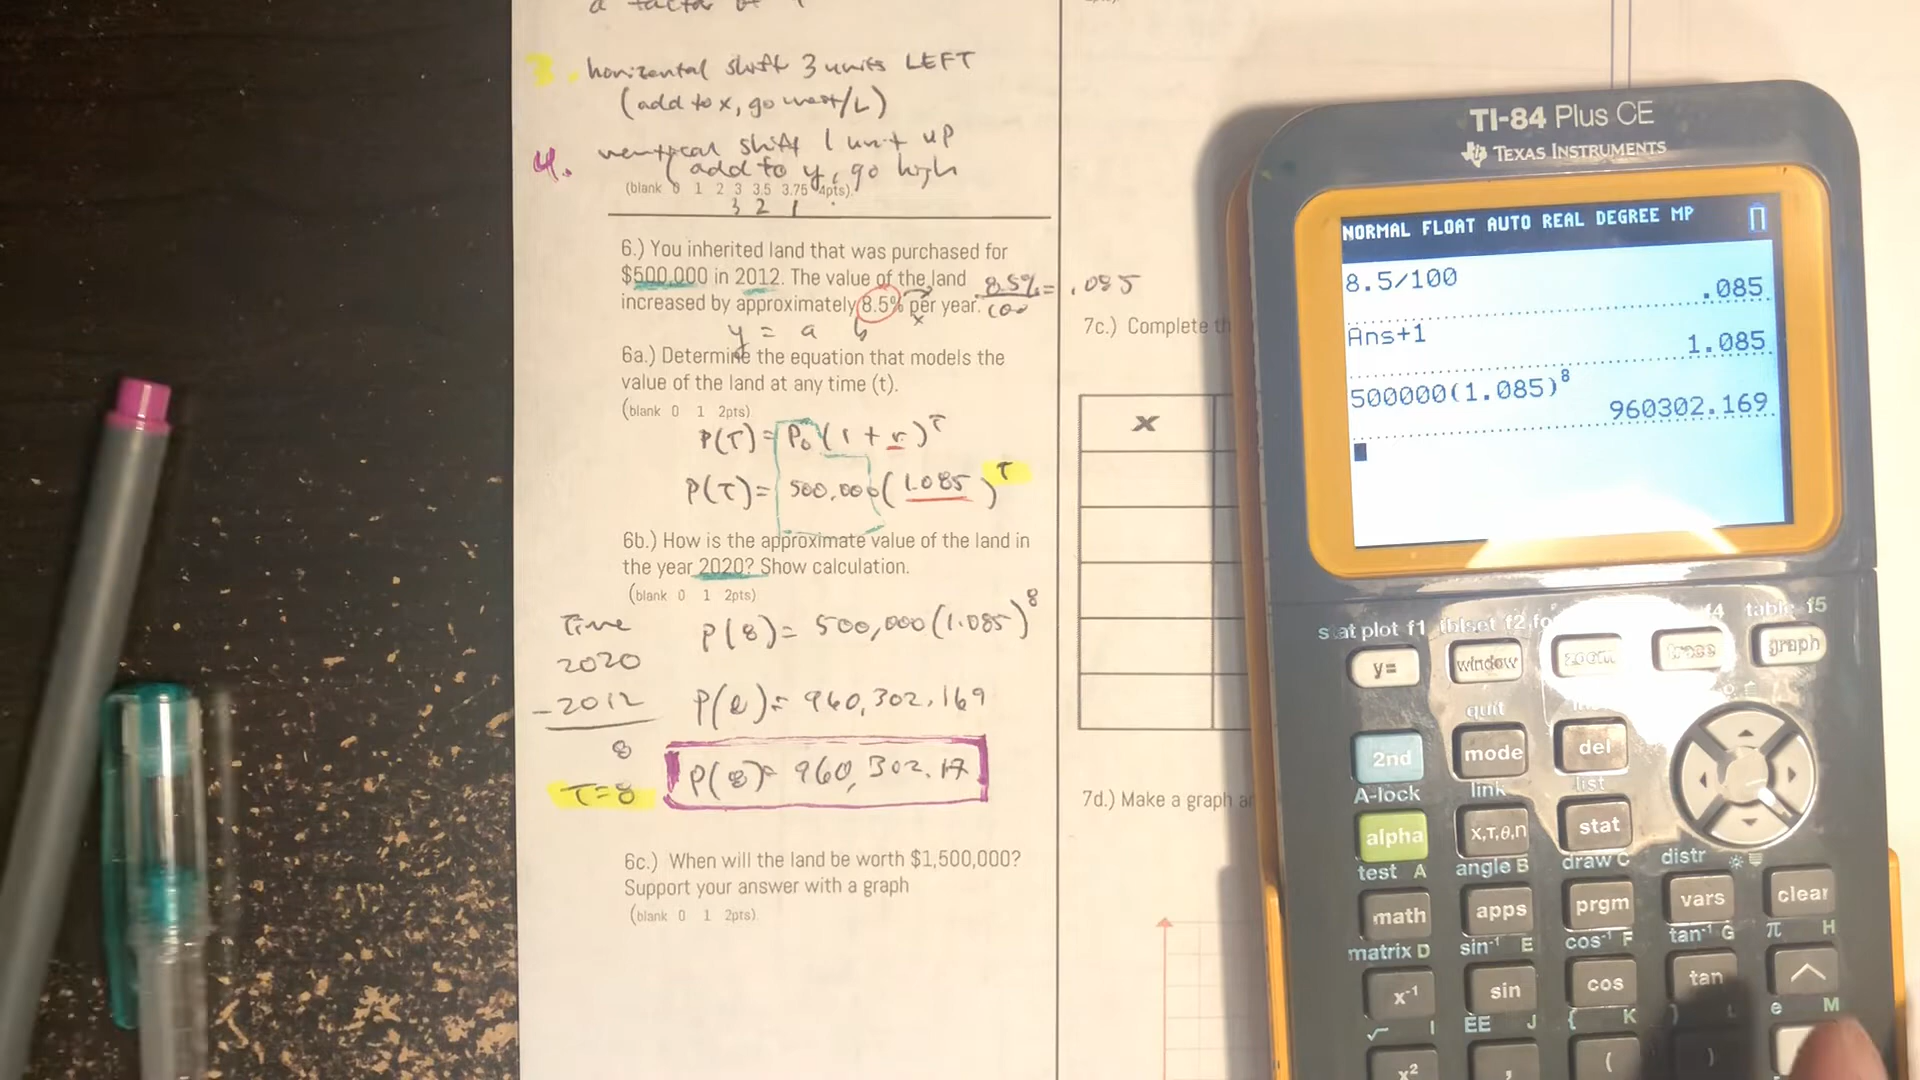 a factor of
3. horizontal shift 3 units LEFT
(add to x, go west/L)
4. vertical shift 1 unit up
(add to y, go high
(blank 0 1 2 3 3.5 3.75 4pts).
3 2 1
6.) You inherited land that was purchased for
$500,000 in 2012. The value of the land
increased by approximately 8.5% per year.
8.5% = .085
100
y = a b x
6a.) Determine the equation that models the
value of the land at any time (t).
(blank 0 1 2pts)
P(T) = P0 (1 + r)^T
P(T) = 500,000 (1.085)^T
6b.) How is the approximate value of the land in
the year 2020? Show calculation.
(blank 0 1 2pts)
Time
2020
- 2012
8
T=8
P(8) = 500,000 (1.085)^8
P(8) = 960,302.169
P(8) = 960,302.17
6c.) When will the land be worth $1,500,000?
Support your answer with a graph
(blank 0 1 2pts).
7c.) Complete
x
7d.) Make a graph
TI-84 Plus CE
TEXAS INSTRUMENTS
NORMAL FLOAT AUTO REAL DEGREE MP
8.5/100
.085
Ans+1
1.085
500000(1.085)^8
960302.169
stat plot f1 tblset f2 f4 table f5
y= window zoom trace graph
quit
2nd mode del
A-lock link list
alpha X,T,θ,n stat
test A angle B draw C distr
math apps prgm vars clear
matrix D sin⁻¹ E cos⁻¹ F tan⁻¹ G π H
x⁻¹ sin cos tan ^
√ I EE J { K } L e M
x² , ( )